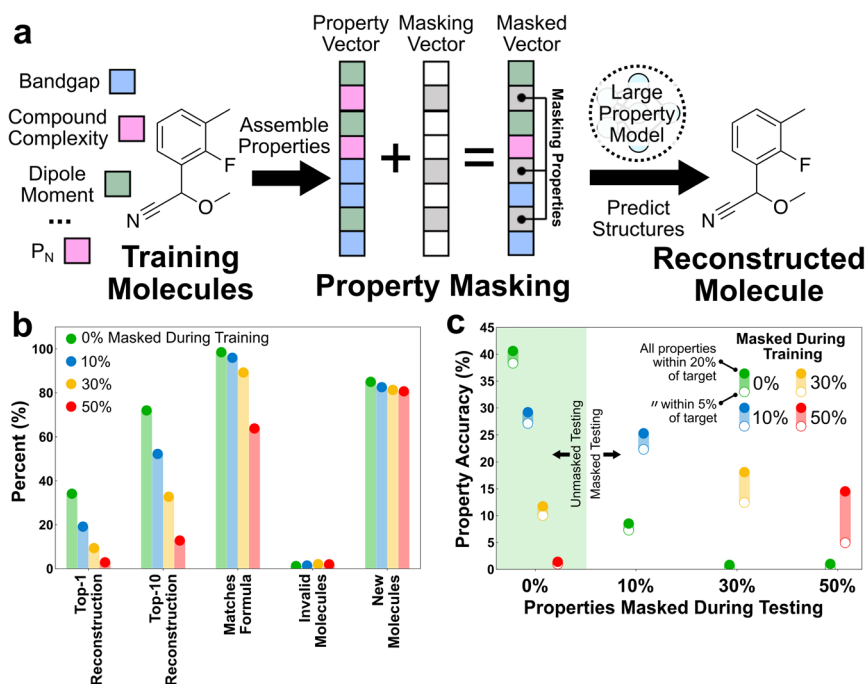 a
Property
Vector
Masking
Vector
Masked
Vector
Bandgap
Compound
Complexity
Dipole
Moment
...
P_N
F
N
O
Training
Molecules
Assemble
Properties
+
=
Masking Properties
Property Masking
Large
Property
Model
Predict
Structures
F
N
O
Reconstructed
Molecule
b
0% Masked During Training
10%
30%
50%
Percent (%)
100
80
60
40
20
0
Top-1
Reconstruction
Top-10
Reconstruction
Matches
Formula
Invalid
Molecules
New
Molecules
c
Property Accuracy (%)
45
40
35
30
25
20
15
10
5
0
Unmasked Testing
Masked Testing
All properties
within 20%
of target
" within 5%
of target
Masked During
Training
0%
30%
10%
50%
0%
10%
30%
50%
Properties Masked During Testing